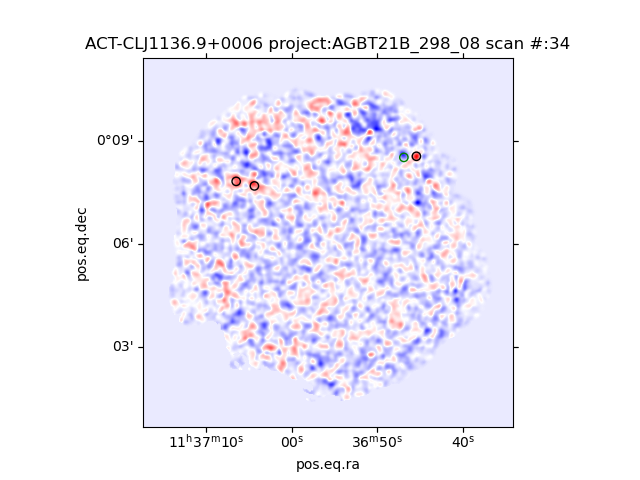 ACT-CLJ1136.9+0006 project:AGBT21B_298_08 scan #:34
0°09'
06'
03'
pos.eq.dec
11ʰ37ᵐ10ˢ 00ˢ 36ᵐ50ˢ 40ˢ
pos.eq.ra